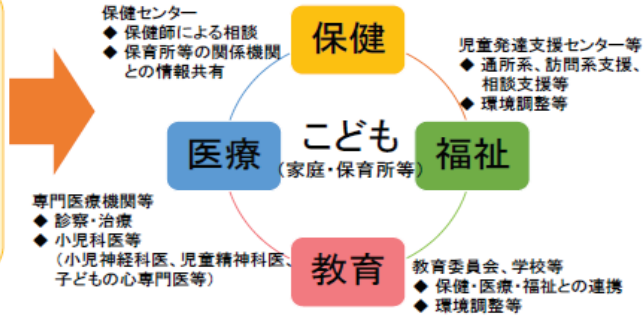 保健センター
◆ 保健師による相談
◆ 保育所等の関係機関
との情報共有
保健
児童発達支援センター等
◆ 通所系、訪問系支援、
相談支援等
◆ 環境調整等
医療
こども
（家庭・保育所等）
福祉
専門医療機関等
◆ 診察・治療
◆ 小児科医等
（小児神経科医、児童精神科医、
子どもの心専門医等）
教育
教育委員会、学校等
◆ 保健・医療・福祉との連携
◆ 環境調整等